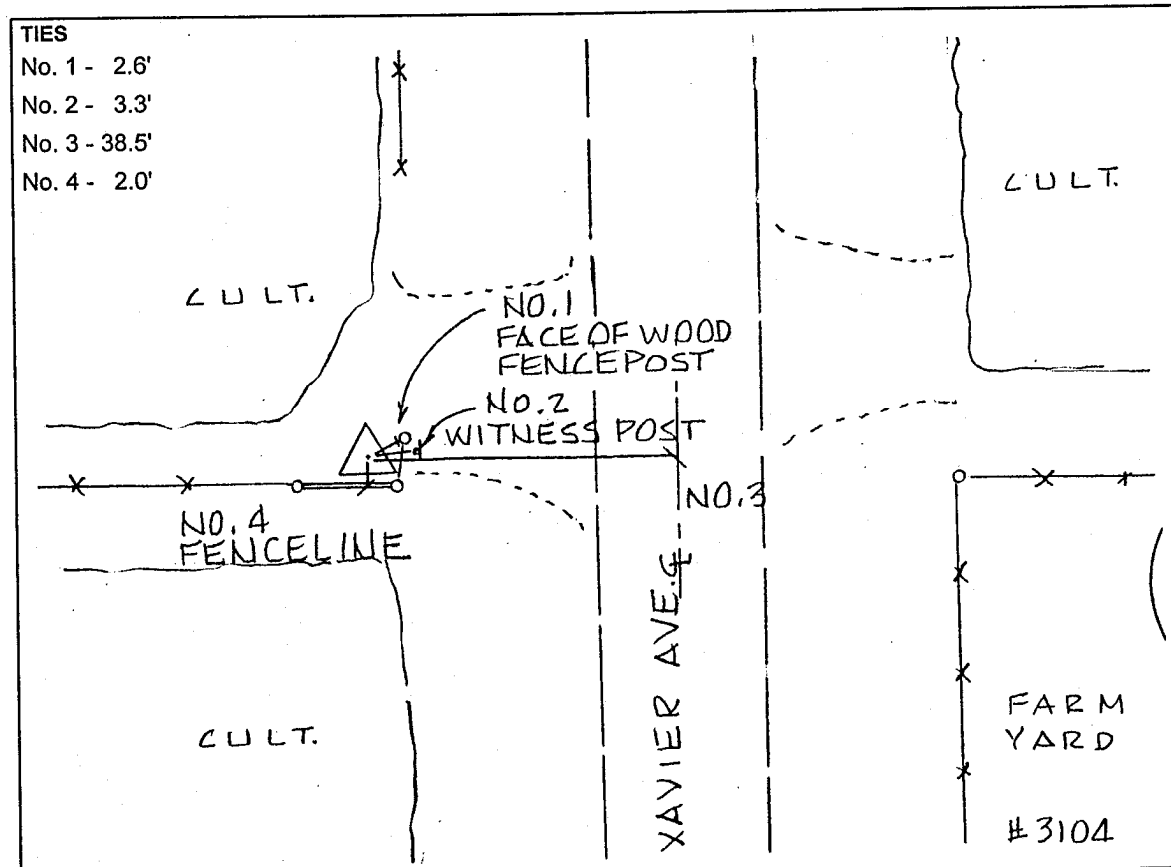 TIES
No. 1 - 2.6'
No. 2 - 3.3'
No. 3 - 38.5'
No. 4 - 2.0'
CULT.
CULT.
NO. 1
FACE OF WOOD
FENCEPOST
NO. 2
WITNESS POST
NO. 3
NO. 4
FENCELINE
XAVIER AVE. ℄
CULT.
FARM
YARD
#3104